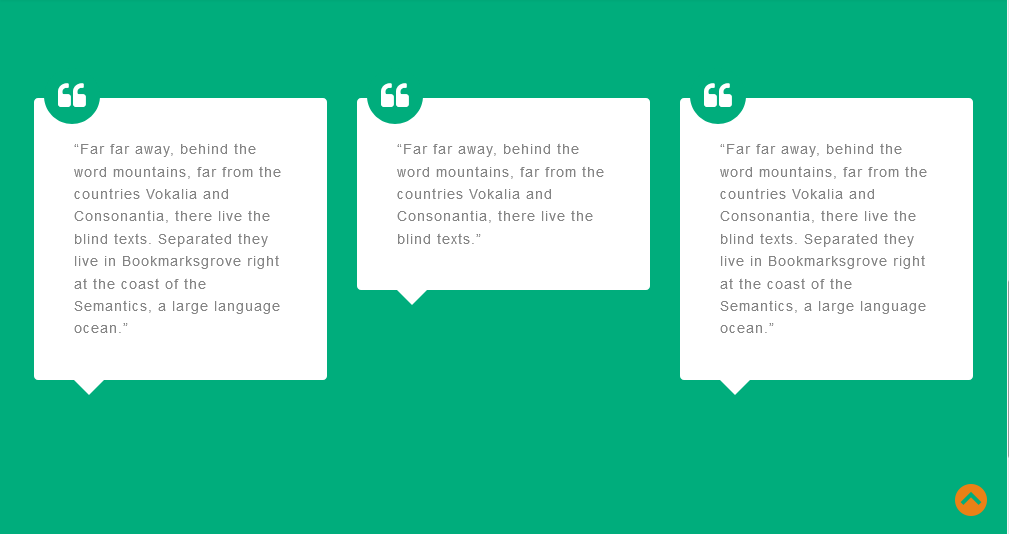 “Far far away, behind the
word mountains, far from the
countries Vokalia and
Consonantia, there live the
blind texts. Separated they
live in Bookmarksgrove right
at the coast of the
Semantics, a large language
ocean.”
“Far far away, behind the
word mountains, far from the
countries Vokalia and
Consonantia, there live the
blind texts.”
“Far far away, behind the
word mountains, far from the
countries Vokalia and
Consonantia, there live the
blind texts. Separated they
live in Bookmarksgrove right
at the coast of the
Semantics, a large language
ocean.”